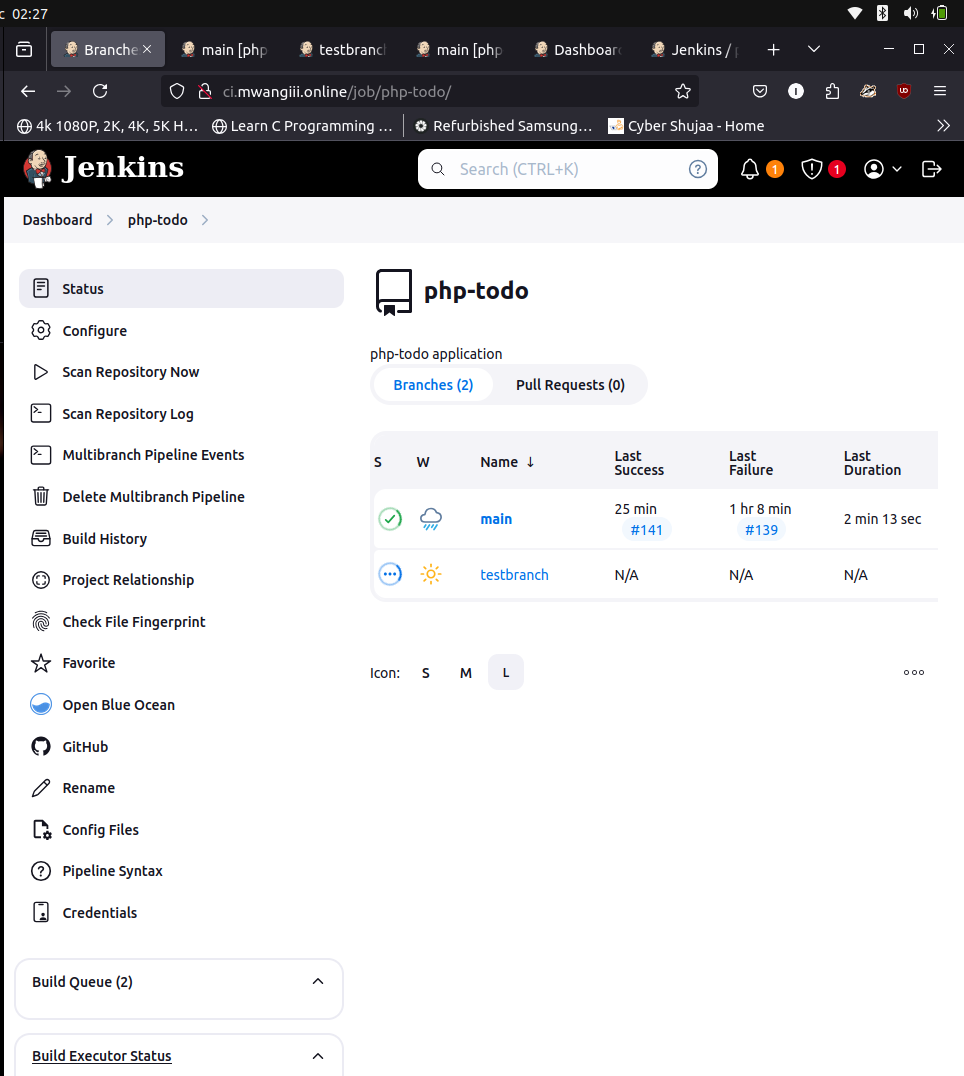 c 02:27
Branche
main [php
testbranc
main [php
Dashboar
Jenkins / p
ci.mwangiii.online/job/php-todo/
4k 1080P, 2K, 4K, 5K H…
Learn C Programming …
Refurbished Samsung…
Cyber Shujaa - Home
Jenkins
Search (CTRL+K)
1
1
Dashboard
php-todo
Status
Configure
Scan Repository Now
Scan Repository Log
Multibranch Pipeline Events
Delete Multibranch Pipeline
Build History
Project Relationship
Check File Fingerprint
Favorite
Open Blue Ocean
GitHub
Rename
Config Files
Pipeline Syntax
Credentials
Build Queue (2)
Build Executor Status
php-todo
php-todo application
Branches (2)
Pull Requests (0)
S W Name ↓ Last Success Last Failure Last Duration
main 25 min #141 1 hr 8 min #139 2 min 13 sec
testbranch N/A N/A N/A
Icon: S M L